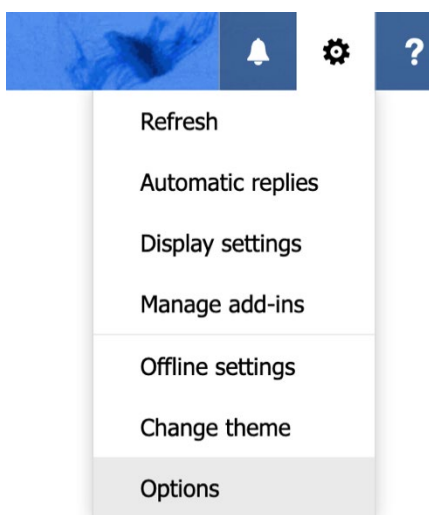 ?
Refresh
Automatic replies
Display settings
Manage add-ins
Offline settings
Change theme
Options